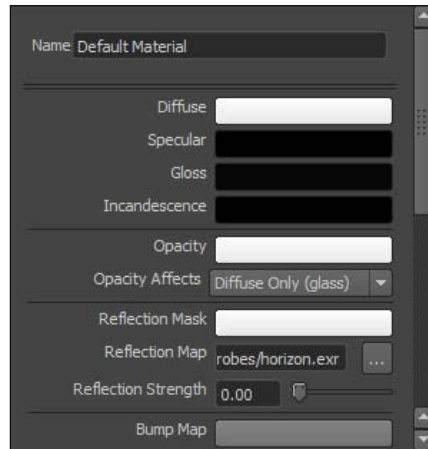 Name Default Material
Diffuse
Specular
Gloss
Incandescence
Opacity
Opacity Affects Diffuse Only (glass)
Reflection Mask
Reflection Map robes/horizon.exr ...
Reflection Strength 0.00
Bump Map